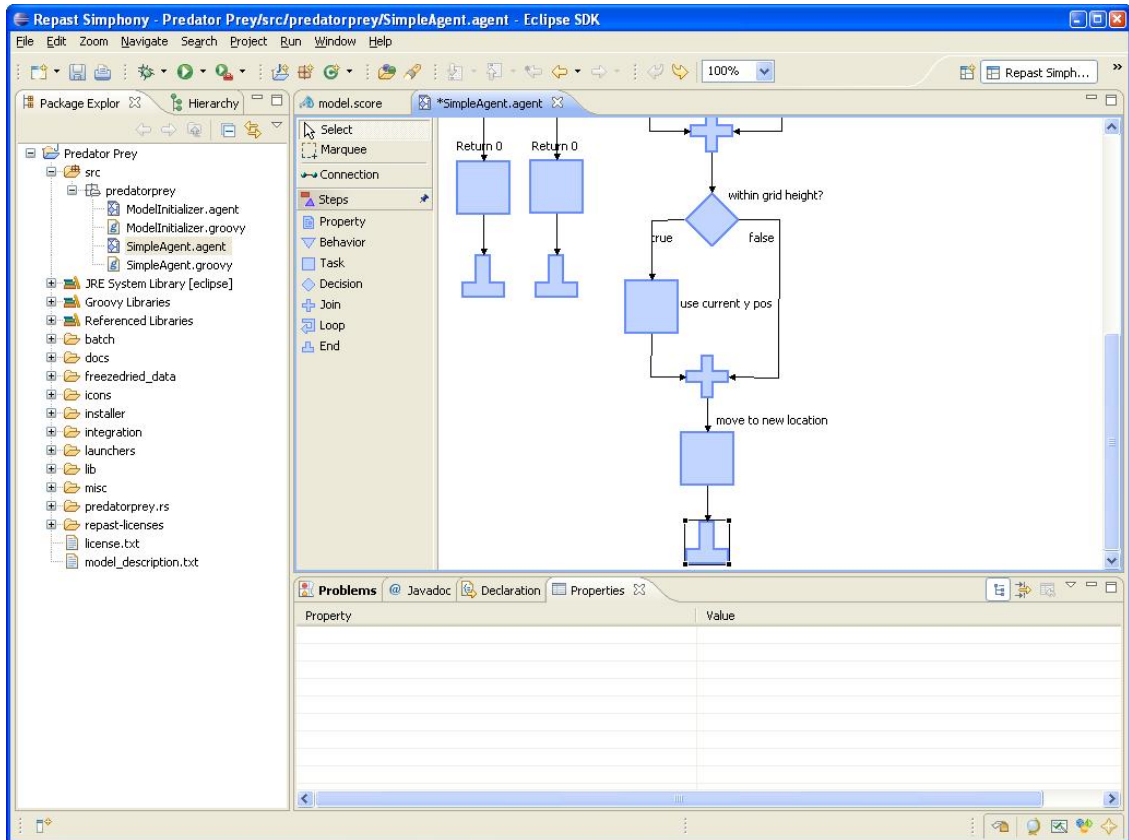 Repast Simphony - Predator Prey/src/predatorprey/SimpleAgent.agent - Eclipse SDK
File Edit Zoom Navigate Search Project Run Window Help
100%
Repast Simph...
»
Package Explor
Hierarchy
model.score
*SimpleAgent.agent
Predator Prey
src
predatorprey
ModelInitializer.agent
ModelInitializer.groovy
SimpleAgent.agent
SimpleAgent.groovy
JRE System Library [eclipse]
Groovy Libraries
Referenced Libraries
batch
docs
freezedried_data
icons
installer
integration
launchers
lib
misc
predatorprey.rs
repast-licenses
license.txt
model_description.txt
Select
Marquee
Connection
Steps
Property
Behavior
Task
Decision
Join
Loop
End
Return 0
Return 0
within grid height?
true
false
use current y pos
move to new location
Problems
@ Javadoc
Declaration
Properties
Property
Value